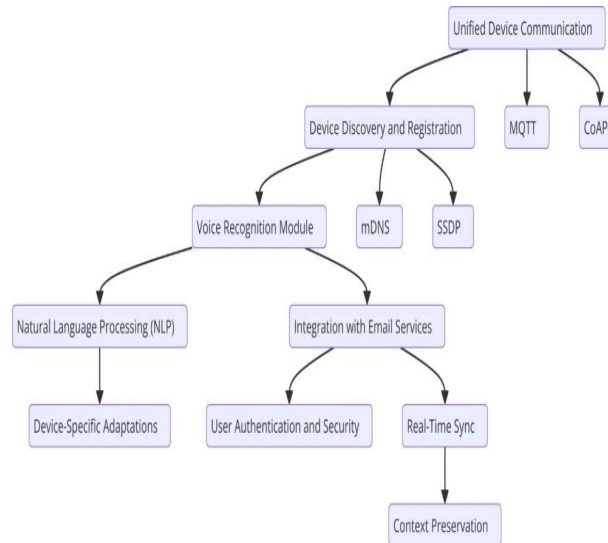 Unified Device Communication
Device Discovery and Registration
MQTT
CoAP
Voice Recognition Module
mDNS
SSDP
Natural Language Processing (NLP)
Integration with Email Services
Device-Specific Adaptations
User Authentication and Security
Real-Time Sync
Context Preservation